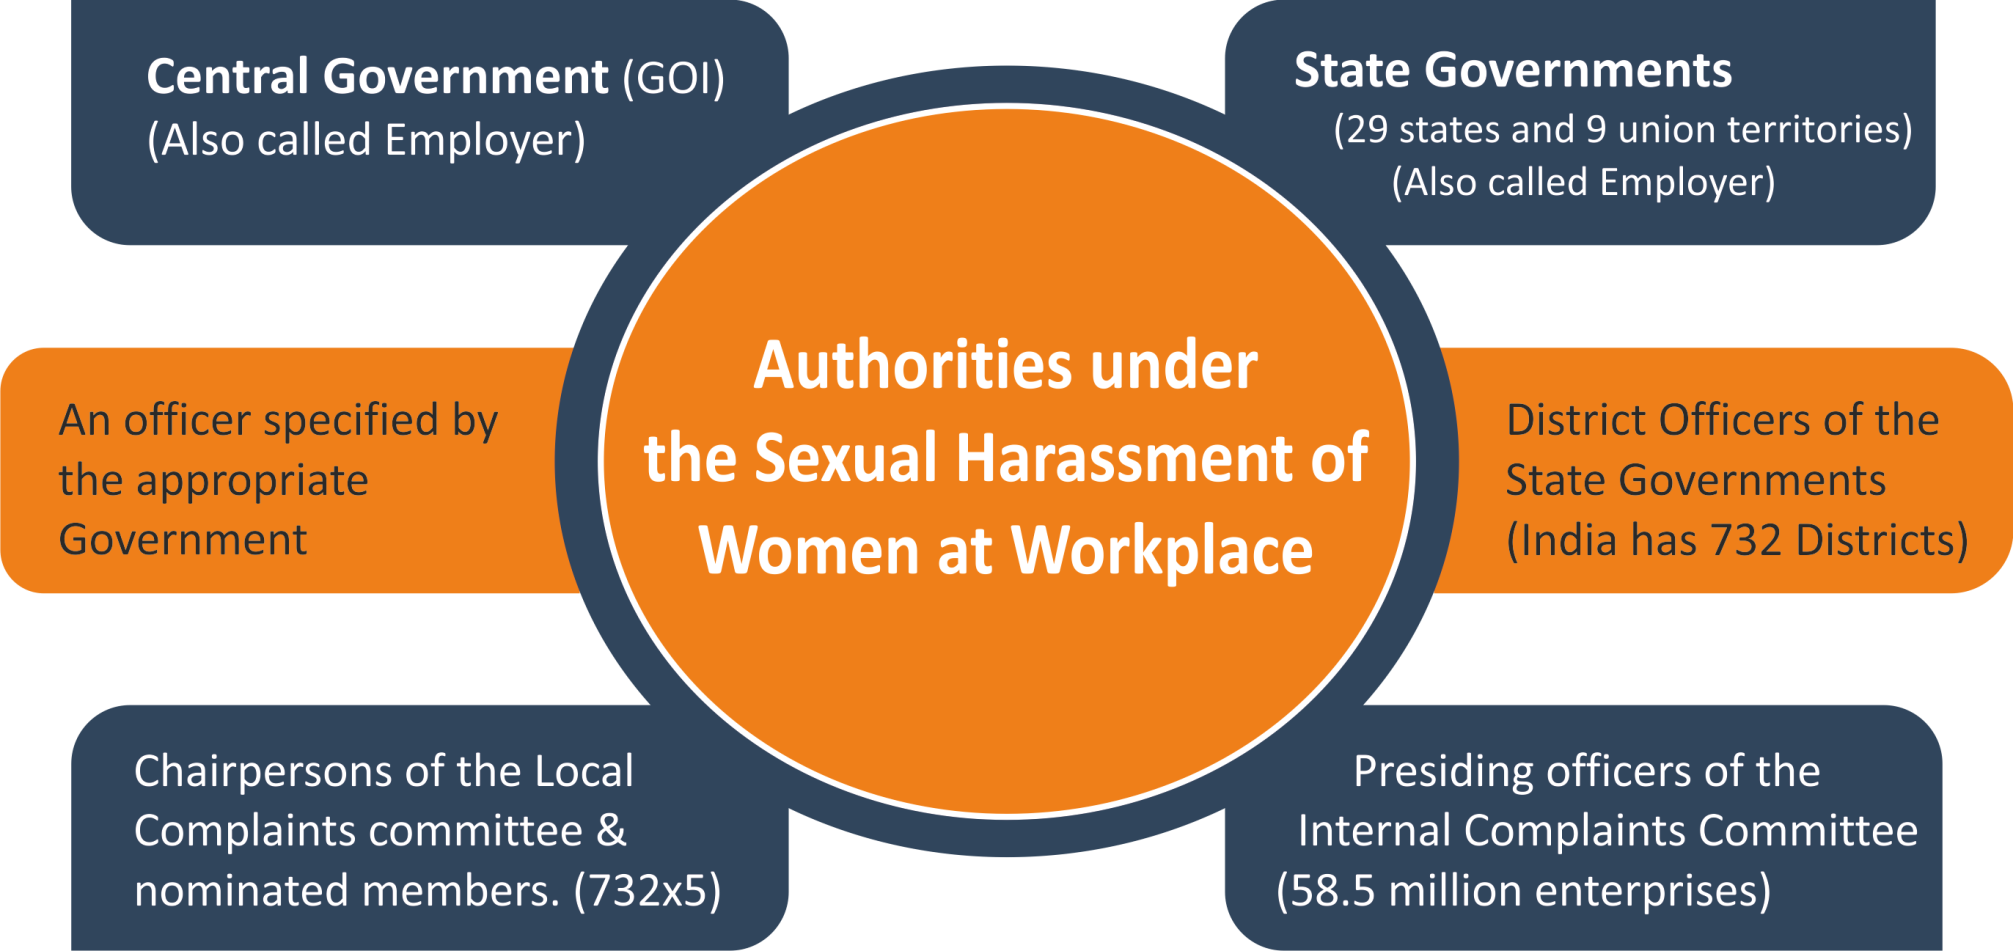 Central Government (GOI)
(Also called Employer)
State Governments
(29 states and 9 union territories)
(Also called Employer)
Authorities under
the Sexual Harassment of
Women at Workplace
An officer specified by
the appropriate
Government
District Officers of the
State Governments
(India has 732 Districts)
Chairpersons of the Local
Complaints committee &
nominated members. (732x5)
Presiding officers of the
Internal Complaints Committee
(58.5 million enterprises)